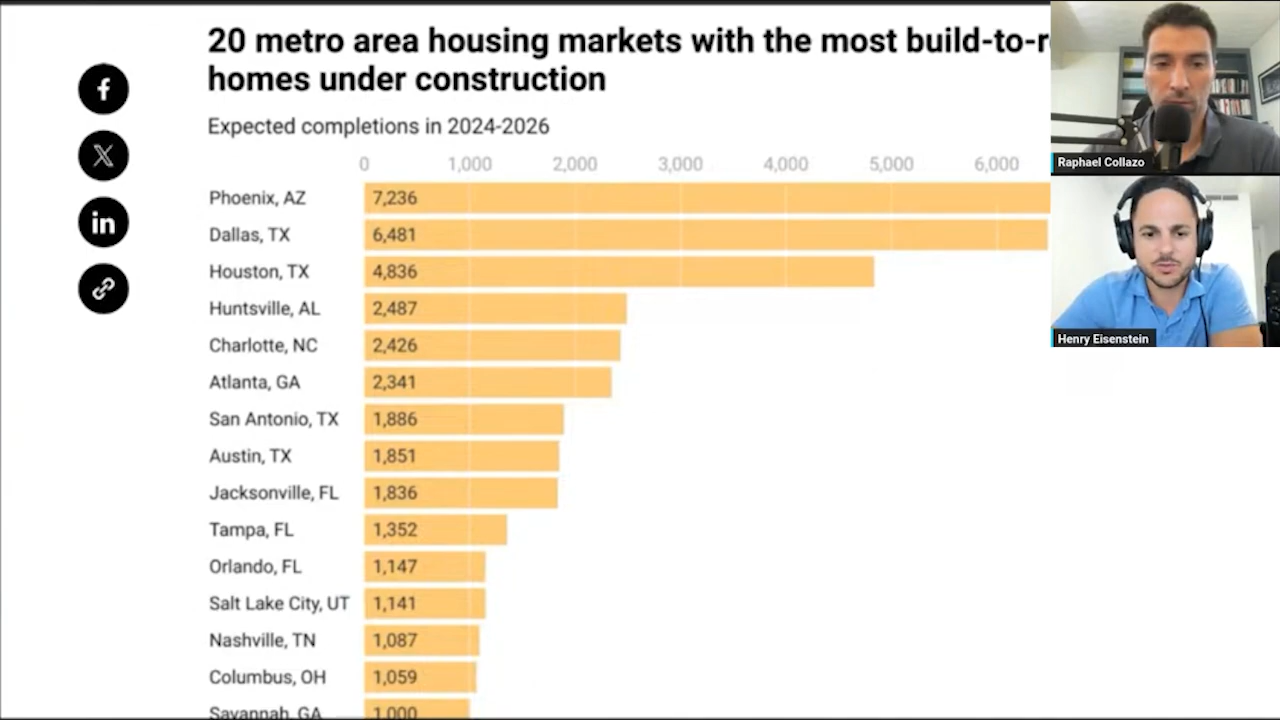 20 metro area housing markets with the most build-to-r
homes under construction
Expected completions in 2024-2026
0 1,000 2,000 3,000 4,000 5,000 6,000
Phoenix, AZ 7,236
Dallas, TX 6,481
Houston, TX 4,836
Huntsville, AL 2,487
Charlotte, NC 2,426
Atlanta, GA 2,341
San Antonio, TX 1,886
Austin, TX 1,851
Jacksonville, FL 1,836
Tampa, FL 1,352
Orlando, FL 1,147
Salt Lake City, UT 1,141
Nashville, TN 1,087
Columbus, OH 1,059
Savannah, GA 1,000
Raphael Collazo
Henry Eisenstein